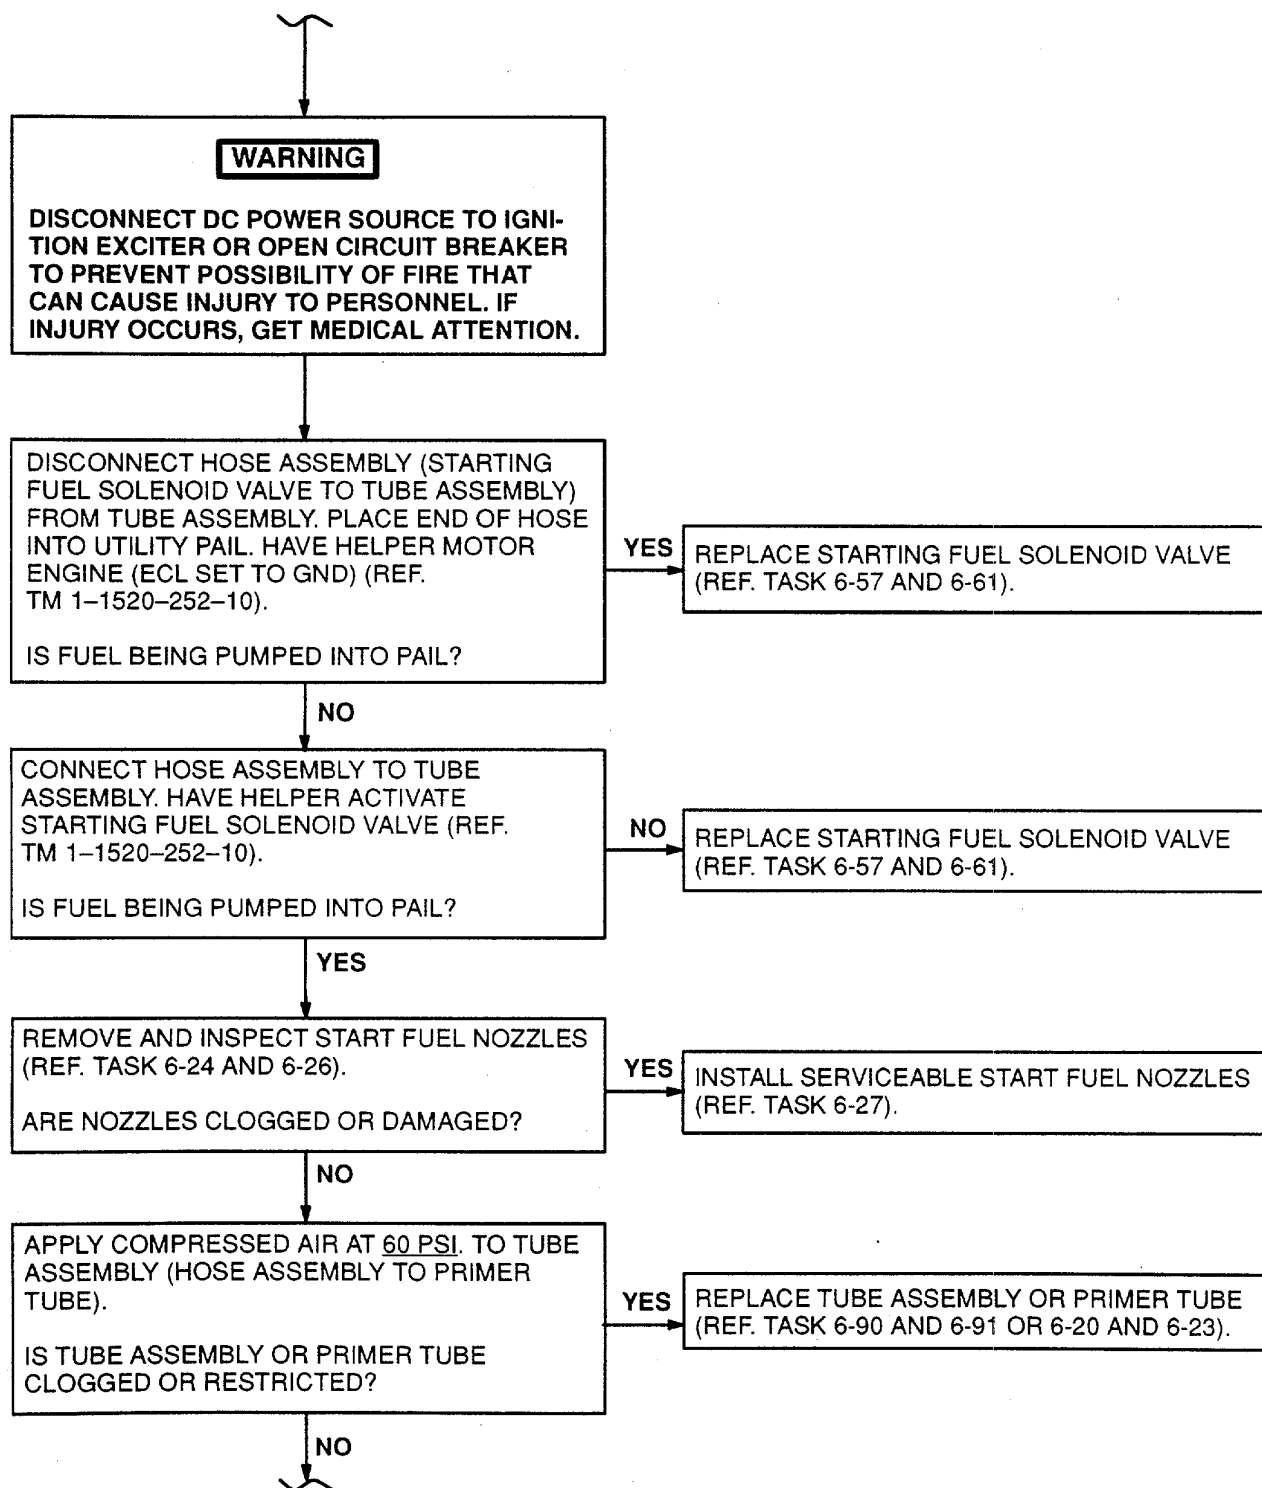 WARNING
DISCONNECT DC POWER SOURCE TO IGNI-
TION EXCITER OR OPEN CIRCUIT BREAKER
TO PREVENT POSSIBILITY OF FIRE THAT
CAN CAUSE INJURY TO PERSONNEL. IF
INJURY OCCURS, GET MEDICAL ATTENTION.
DISCONNECT HOSE ASSEMBLY (STARTING
FUEL SOLENOID VALVE TO TUBE ASSEMBLY)
FROM TUBE ASSEMBLY. PLACE END OF HOSE
INTO UTILITY PAIL. HAVE HELPER MOTOR
ENGINE (ECL SET TO GND) (REF.
TM 1–1520–252–10).
IS FUEL BEING PUMPED INTO PAIL?
YES
REPLACE STARTING FUEL SOLENOID VALVE
(REF. TASK 6-57 AND 6-61).
NO
CONNECT HOSE ASSEMBLY TO TUBE
ASSEMBLY. HAVE HELPER ACTIVATE
STARTING FUEL SOLENOID VALVE (REF.
TM 1–1520–252–10).
IS FUEL BEING PUMPED INTO PAIL?
NO
REPLACE STARTING FUEL SOLENOID VALVE
(REF. TASK 6-57 AND 6-61).
YES
REMOVE AND INSPECT START FUEL NOZZLES
(REF. TASK 6-24 AND 6-26).
ARE NOZZLES CLOGGED OR DAMAGED?
YES
INSTALL SERVICEABLE START FUEL NOZZLES
(REF. TASK 6-27).
NO
APPLY COMPRESSED AIR AT 60 PSI. TO TUBE
ASSEMBLY (HOSE ASSEMBLY TO PRIMER
TUBE).
IS TUBE ASSEMBLY OR PRIMER TUBE
CLOGGED OR RESTRICTED?
YES
REPLACE TUBE ASSEMBLY OR PRIMER TUBE
(REF. TASK 6-90 AND 6-91 OR 6-20 AND 6-23).
NO